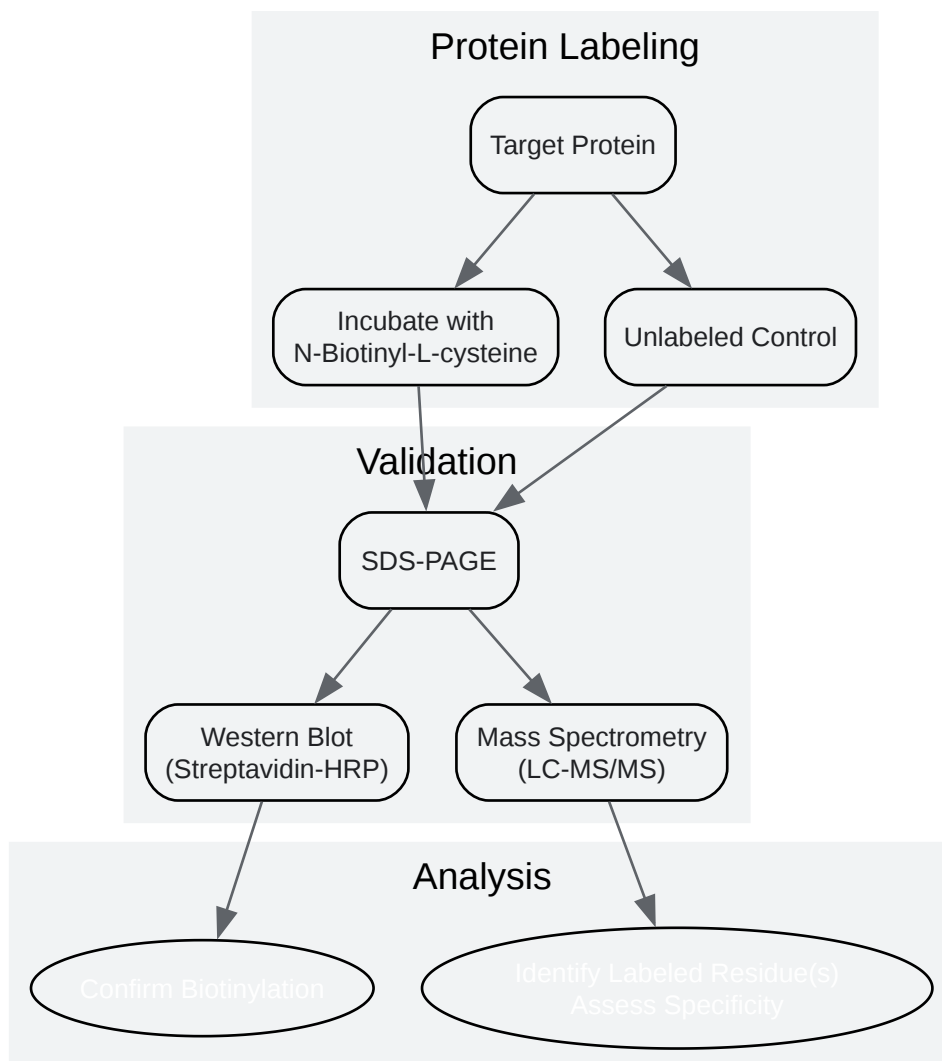 Protein Labeling
Target Protein
Incubate with
N-Biotinyl-L-cysteine
Unlabeled Control
Validation
SDS-PAGE
Western Blot
(Streptavidin-HRP)
Mass Spectrometry
(LC-MS/MS)
Analysis
Confirm Biotinylation
Identify Labeled Residue(s)
Assess Specificity